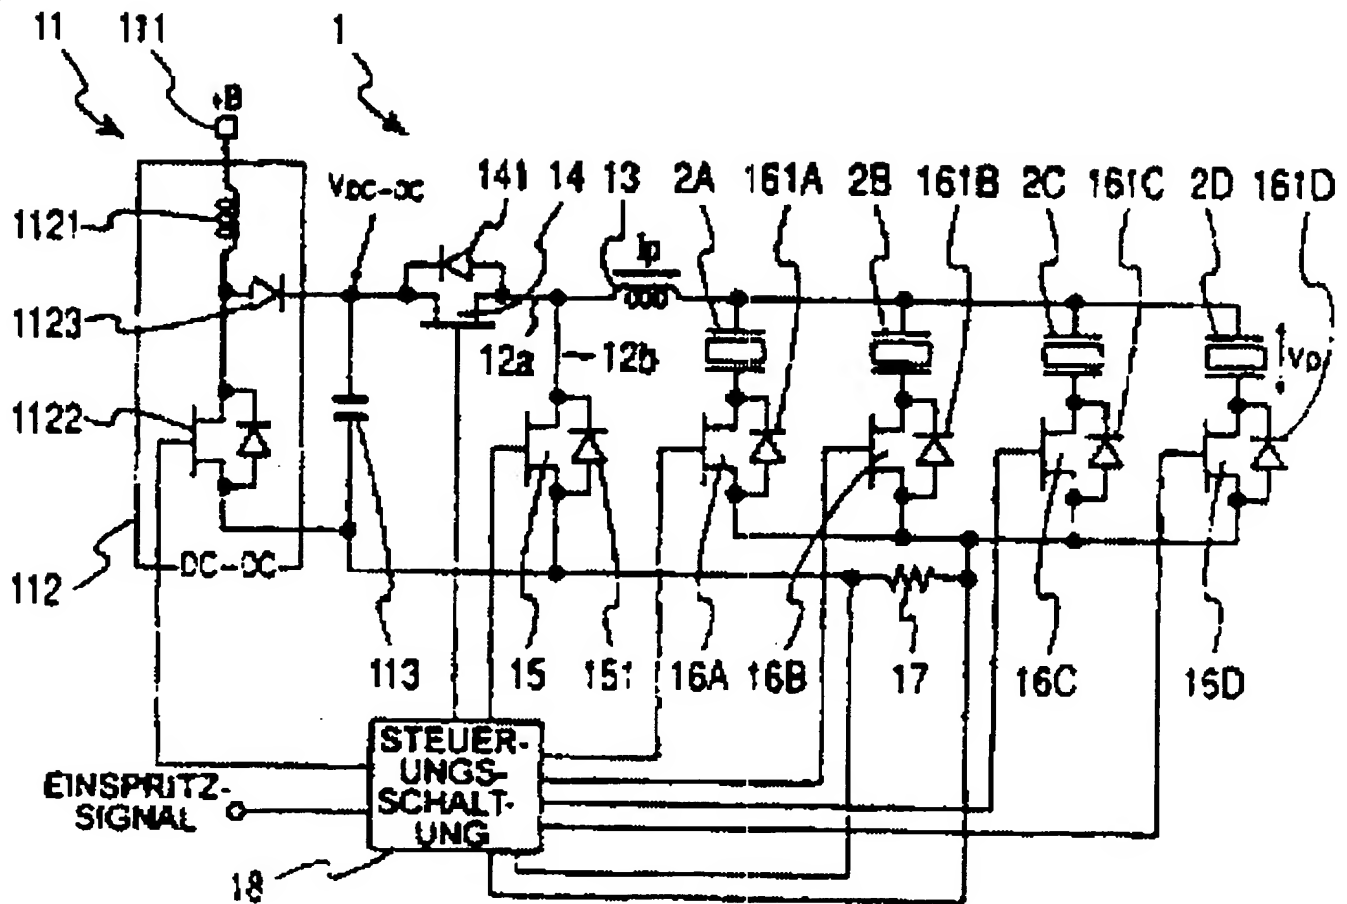 11 111 1
+B
VDC-DC 141 14 13 2A 161A 2B 161B 2C 161C 2D 161D
1121
Ip
1123
12a 12b VP
1122
DC-DC
112
113 15 151 16A 16B 17 16C 16D
STEUER-
UNGS-
SCHALT-
UNG
EINSPRITZ-
SIGNAL
18